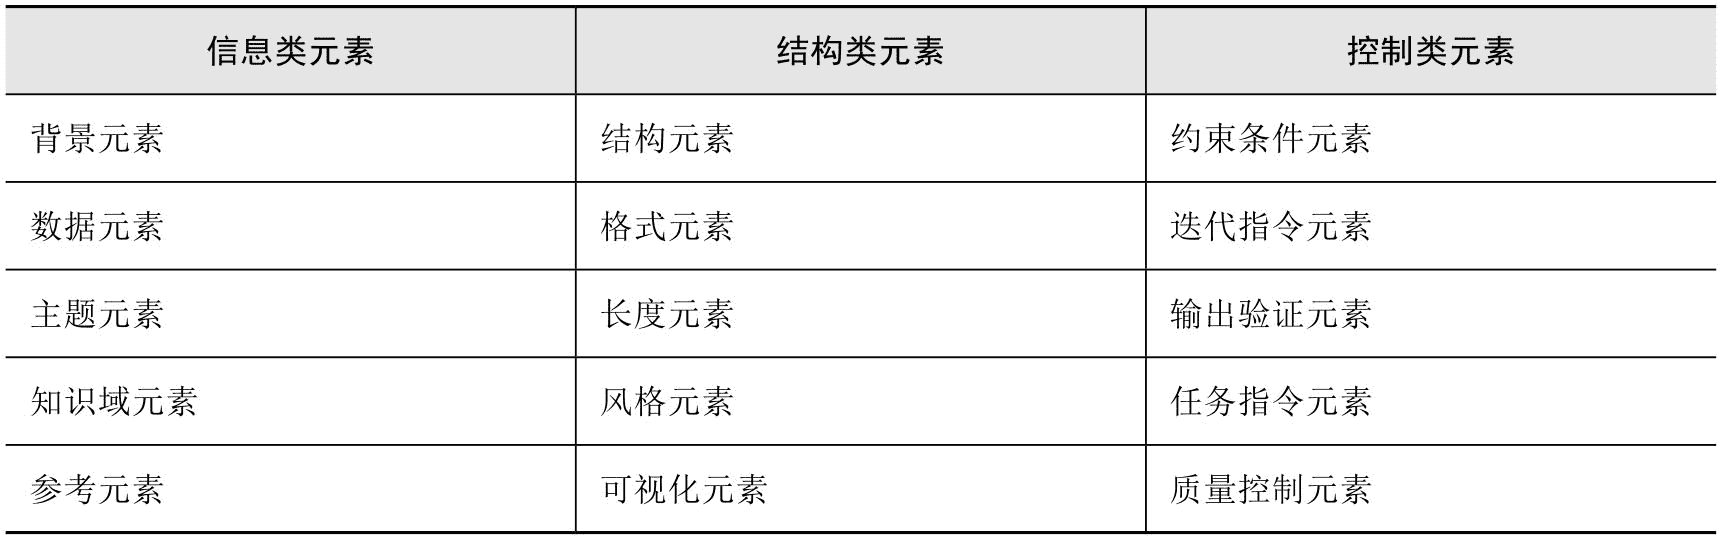 信息类元素 结构类元素 控制类元素
背景元素 结构元素 约束条件元素
数据元素 格式元素 迭代指令元素
主题元素 长度元素 输出验证元素
知识域元素 风格元素 任务指令元素
参考元素 可视化元素 质量控制元素